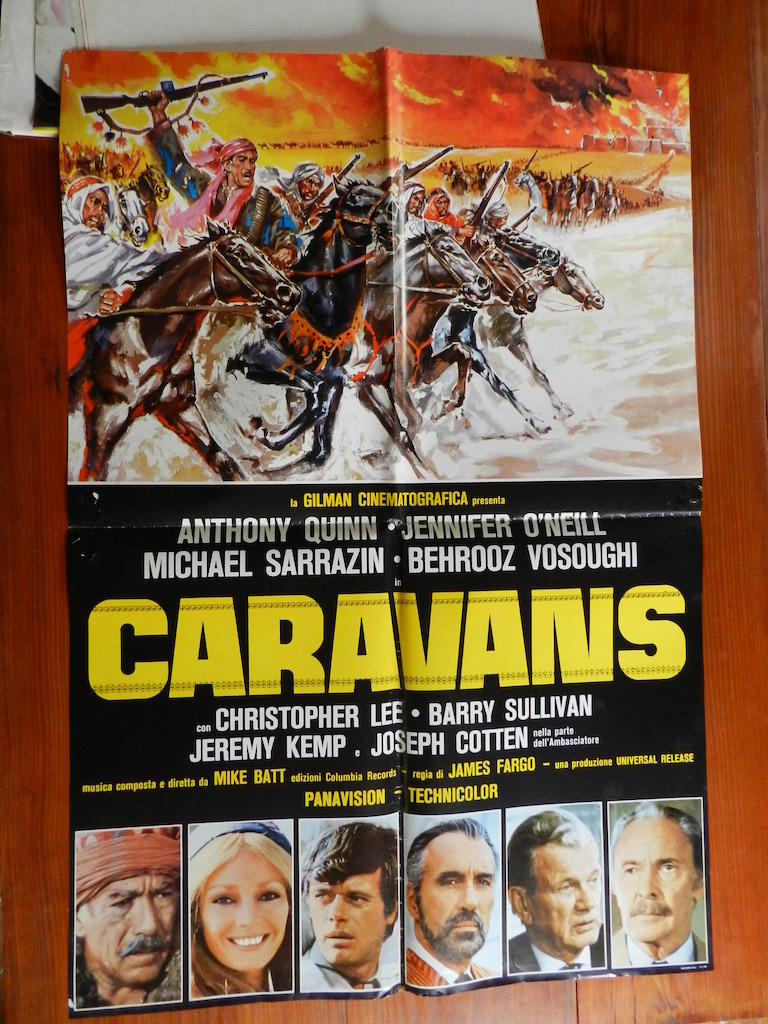 la GILMAN CINEMATOGRAFICA presenta
ANTHONY QUINN • JENNIFER O'NEILL
MICHAEL SARRAZIN • BEHROOZ VOSOUGHI
in
CARAVANS
con CHRISTOPHER LEE • BARRY SULLIVAN
JEREMY KEMP e JOSEPH COTTEN nella parte dell'Ambasciatore
musica composta e diretta da MIKE BATT edizioni Columbia Records – regia di JAMES FARGO – una produzione UNIVERSAL RELEASE
PANAVISION – TECHNICOLOR